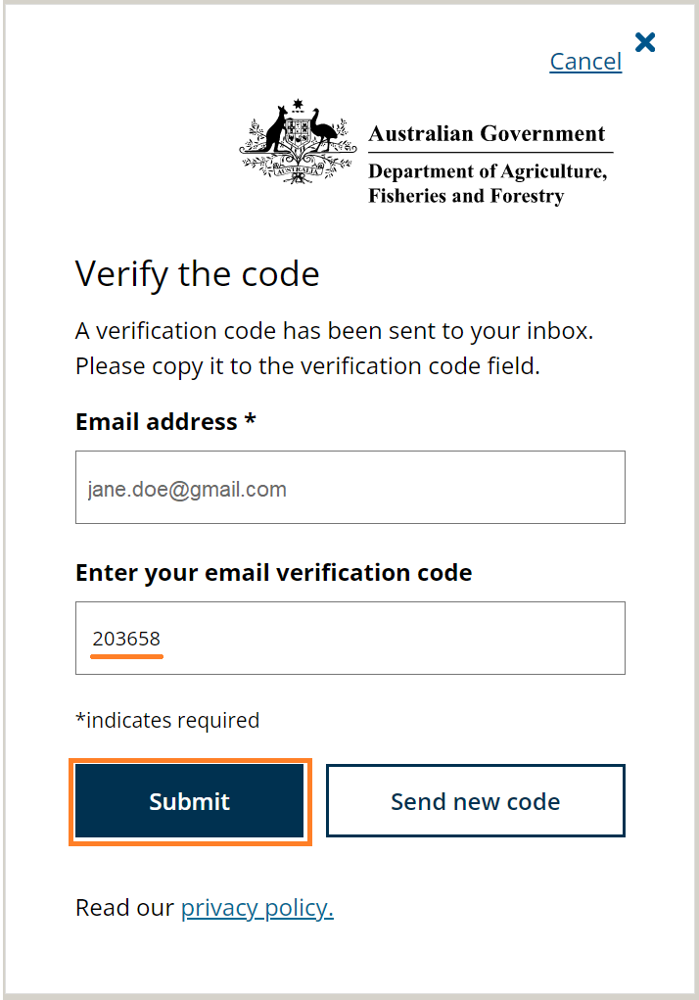 Cancel
AUSTRALIA
Australian Government
Department of Agriculture,
Fisheries and Forestry
Verify the code
A verification code has been sent to your inbox.
Please copy it to the verification code field.
Email address *
jane.doe@gmail.com
Enter your email verification code
203658
*indicates required
Submit
Send new code
Read our privacy policy.